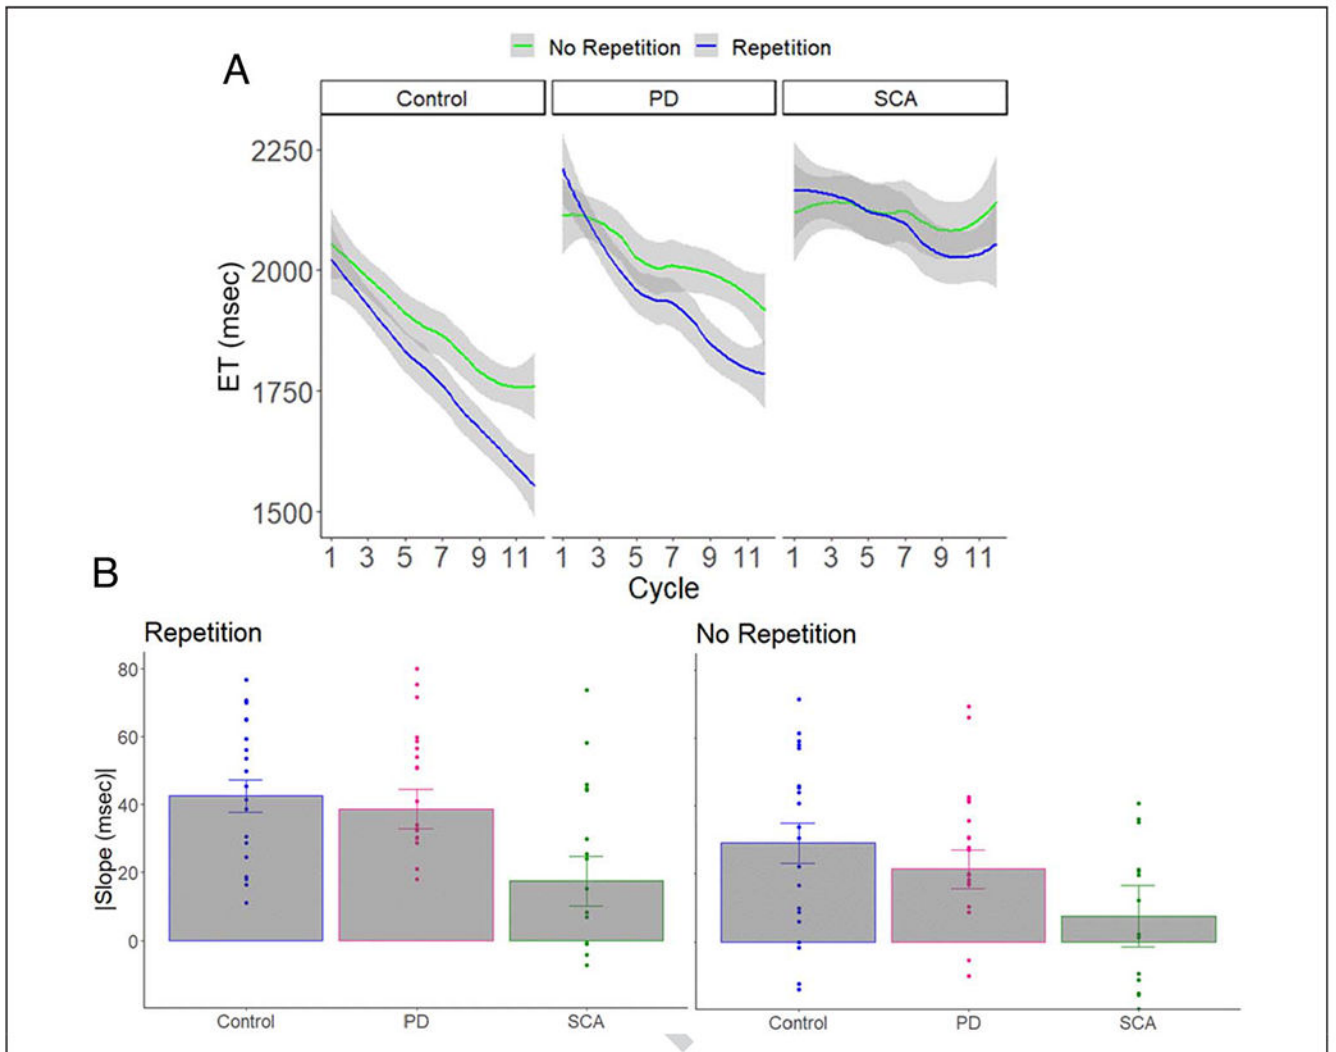 No Repetition Repetition
A
Control PD SCA
2250
2000
1750
1500
ET (msec)
1 3 5 7 9 11 1 3 5 7 9 11 1 3 5 7 9 11
Cycle
B
Repetition No Repetition
80
60
40
20
0
|Slope (msec)|
Control PD SCA Control PD SCA